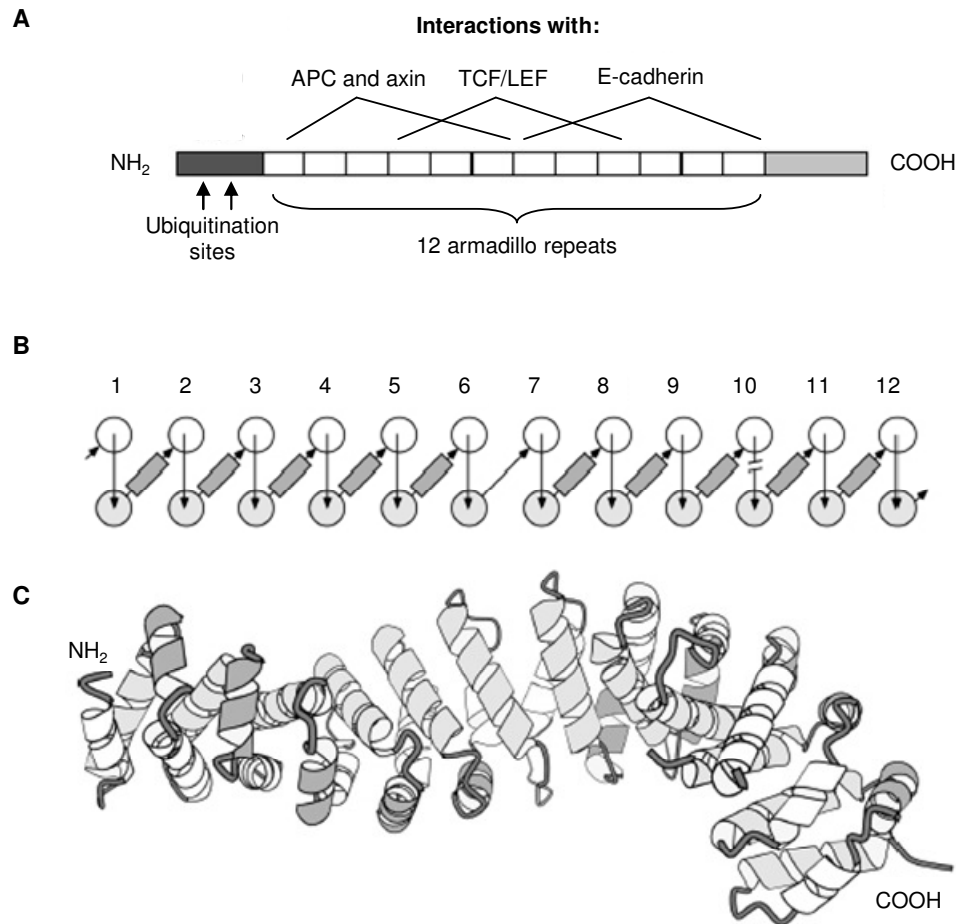 A
Interactions with:
APC and axin TCF/LEF E-cadherin
NH2 COOH
Ubiquitination
sites
12 armadillo repeats
B
1 2 3 4 5 6 7 8 9 10 11 12
C
NH2
COOH